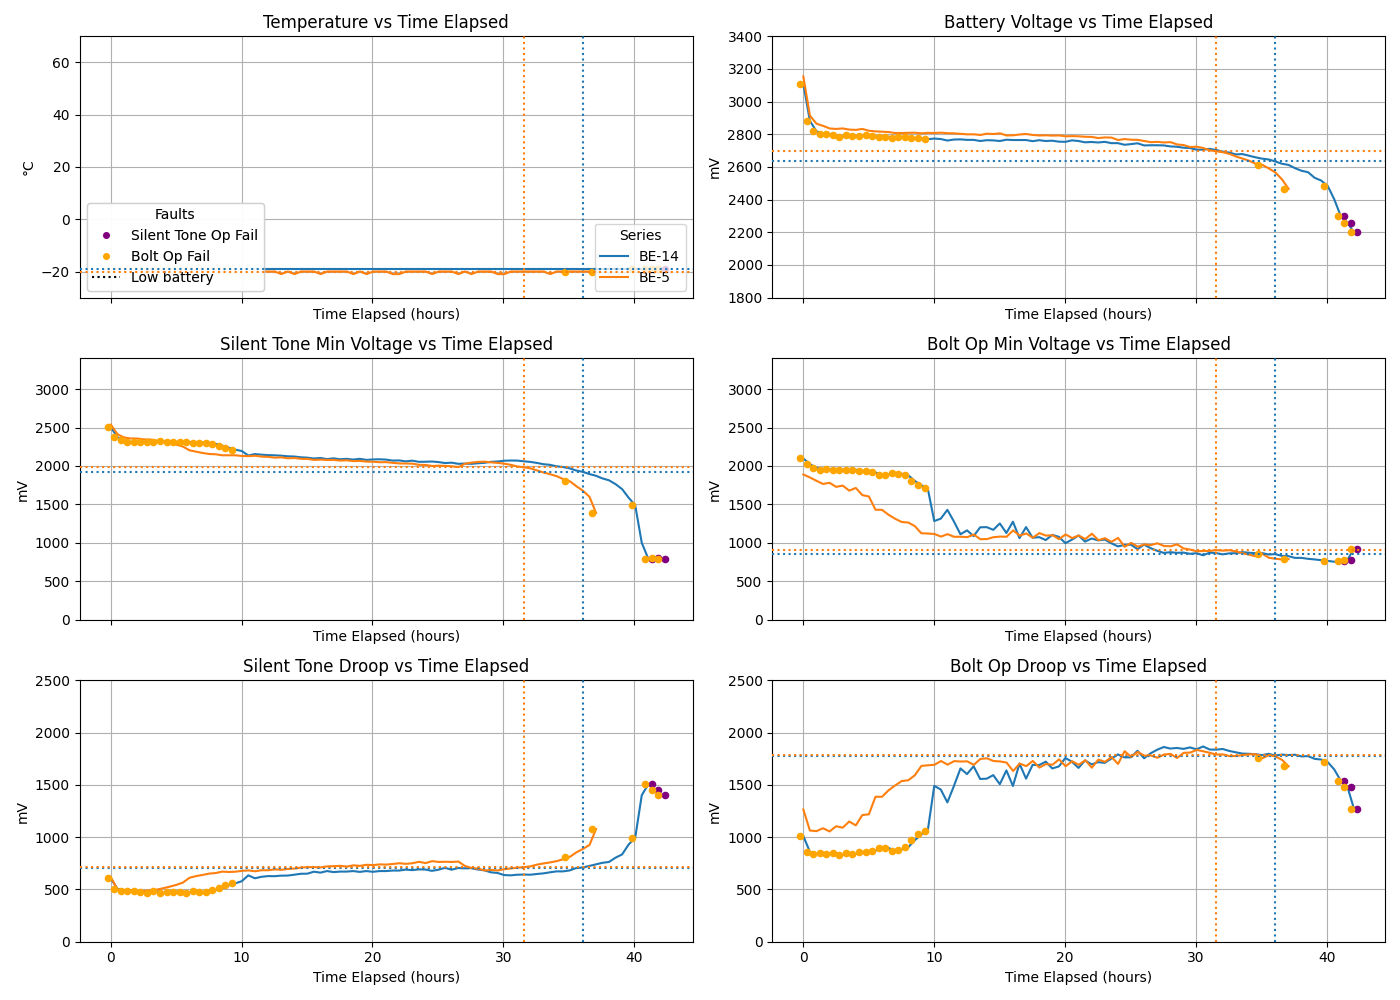 Temperature vs Time Elapsed
60
40
20
0
−20
°C
Faults
Silent Tone Op Fail
Bolt Op Fail
Low battery
Series
BE-14
BE-5
Time Elapsed (hours)
Battery Voltage vs Time Elapsed
3400
3200
3000
2800
2600
2400
2200
2000
1800
mV
Time Elapsed (hours)
Silent Tone Min Voltage vs Time Elapsed
3000
2500
2000
1500
1000
500
0
mV
Time Elapsed (hours)
Bolt Op Min Voltage vs Time Elapsed
3000
2500
2000
1500
1000
500
0
mV
Time Elapsed (hours)
Silent Tone Droop vs Time Elapsed
2500
2000
1500
1000
500
0
mV
0 10 20 30 40
Time Elapsed (hours)
Bolt Op Droop vs Time Elapsed
2500
2000
1500
1000
500
0
mV
0 10 20 30 40
Time Elapsed (hours)